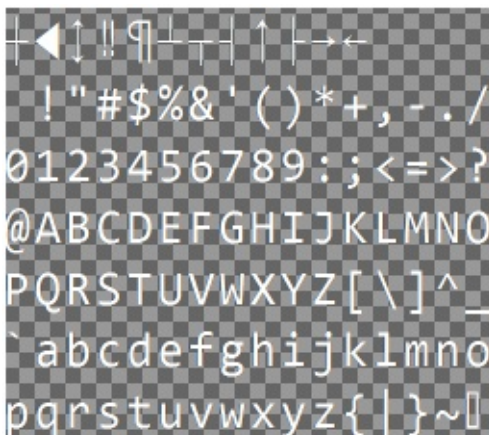 ┼◀↕‼¶┴┬┤↑├→←
!"#$%&'()*+,-./
0123456789:;<=>?
@ABCDEFGHIJKLMNO
PQRSTUVWXYZ[\]^_
`abcdefghijklmno
pqrstuvwxyz{|}~▯